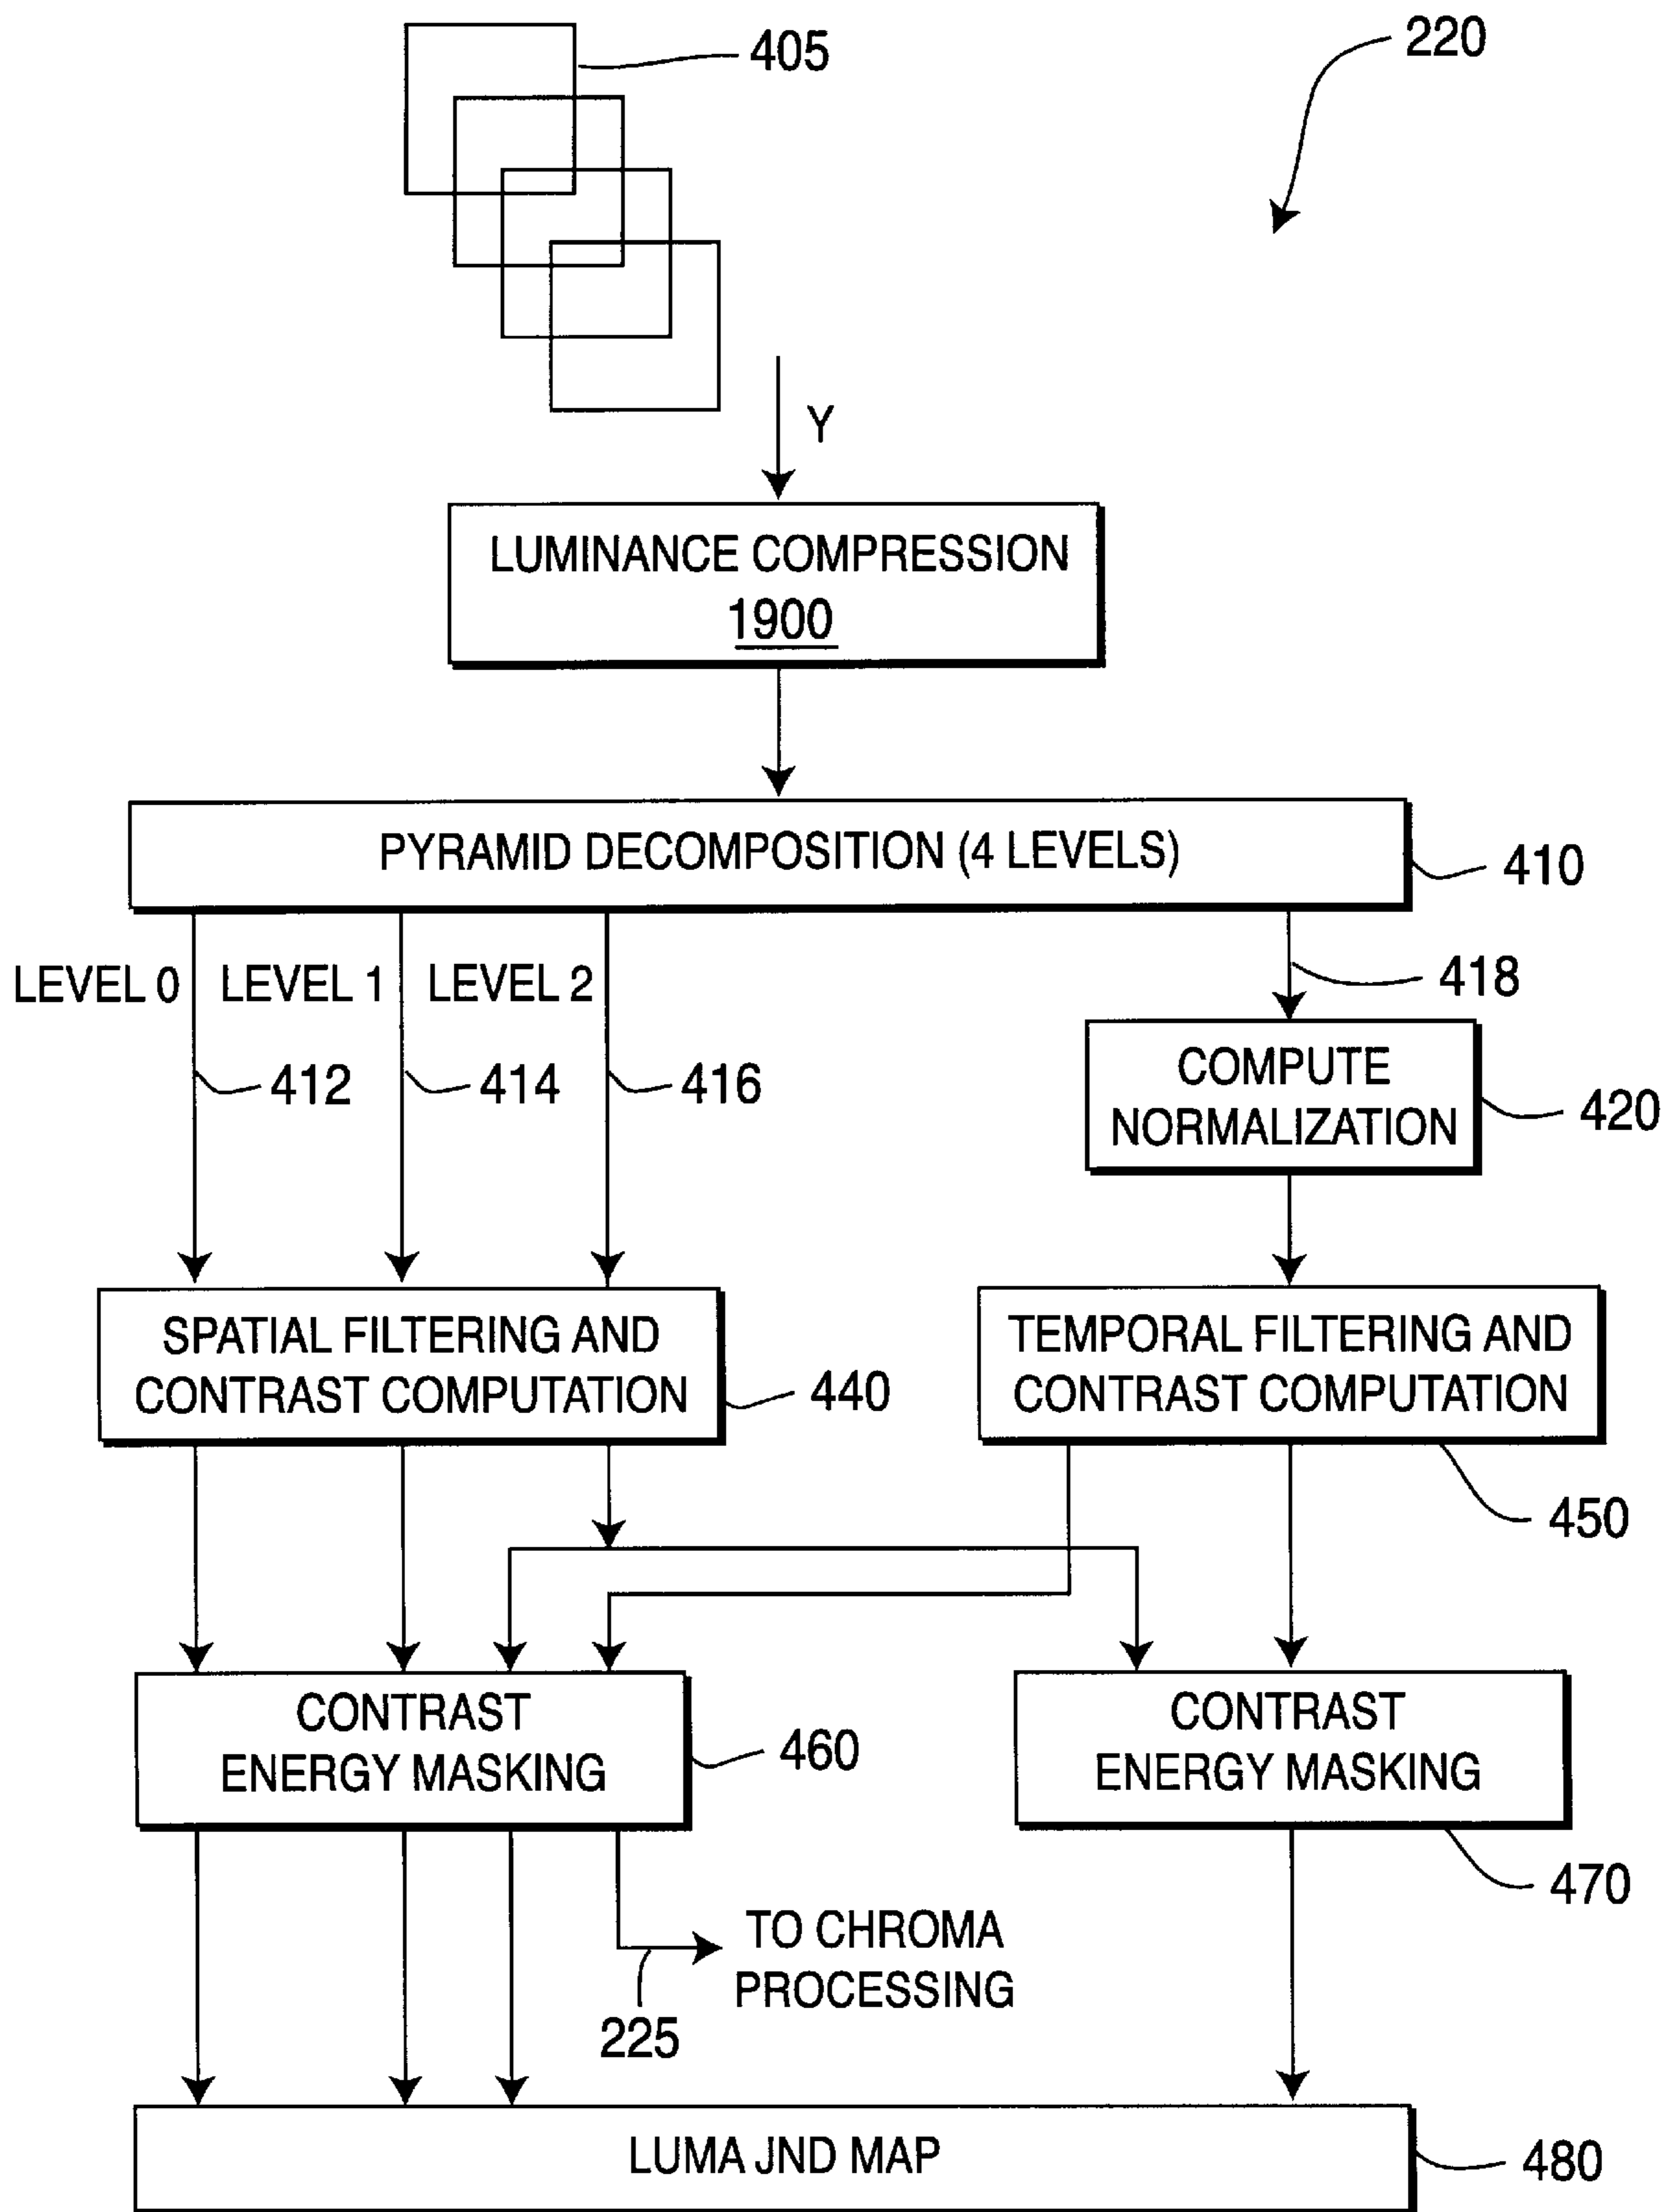 405
220
Y
LUMINANCE COMPRESSION
1900
PYRAMID DECOMPOSITION (4 LEVELS)
410
LEVEL 0
LEVEL 1
LEVEL 2
418
412
414
416
COMPUTE
NORMALIZATION
420
SPATIAL FILTERING AND
CONTRAST COMPUTATION
440
TEMPORAL FILTERING AND
CONTRAST COMPUTATION
450
CONTRAST
ENERGY MASKING
460
CONTRAST
ENERGY MASKING
470
TO CHROMA
PROCESSING
225
LUMA JND MAP
480